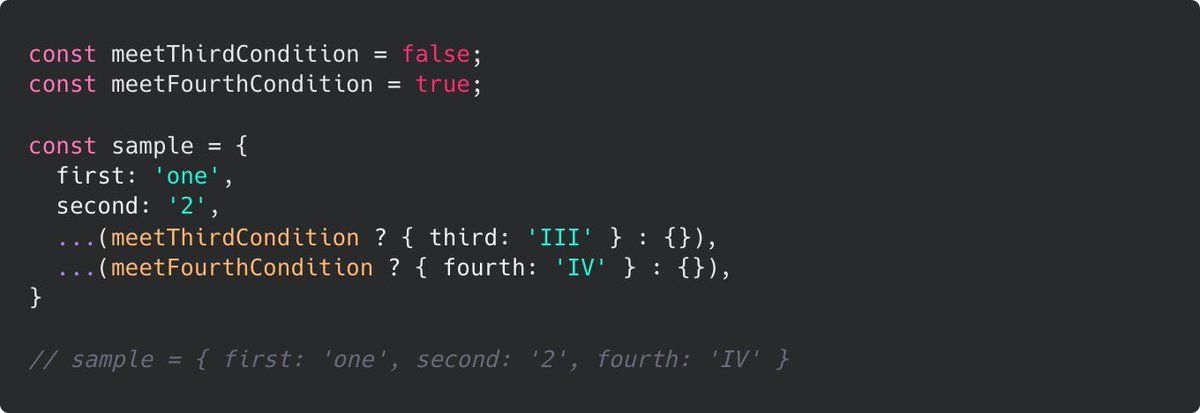 const meetThirdCondition = false;
const meetFourthCondition = true;

const sample = {
  first: 'one',
  second: '2',
  ...(meetThirdCondition ? { third: 'III' } : {}),
  ...(meetFourthCondition ? { fourth: 'IV' } : {}),
}

// sample = { first: 'one', second: '2', fourth: 'IV' }